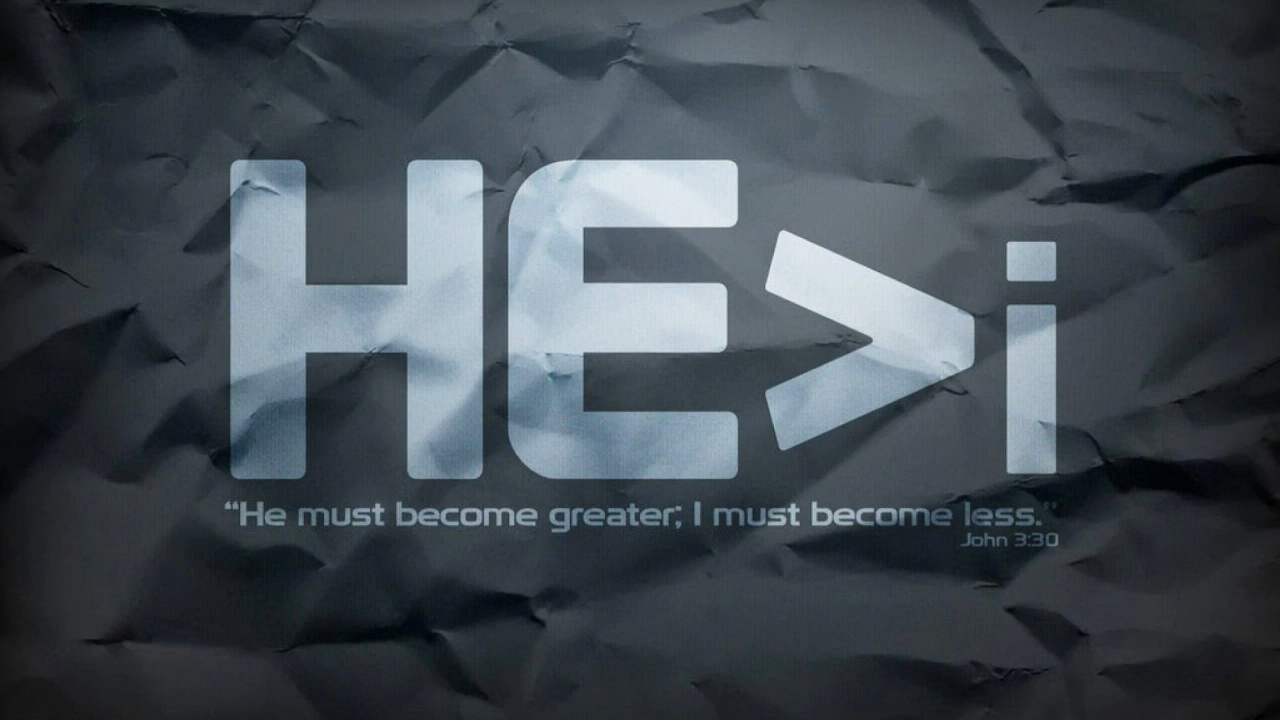 HE>i
“He must become greater; I must become less.”
John 3:30